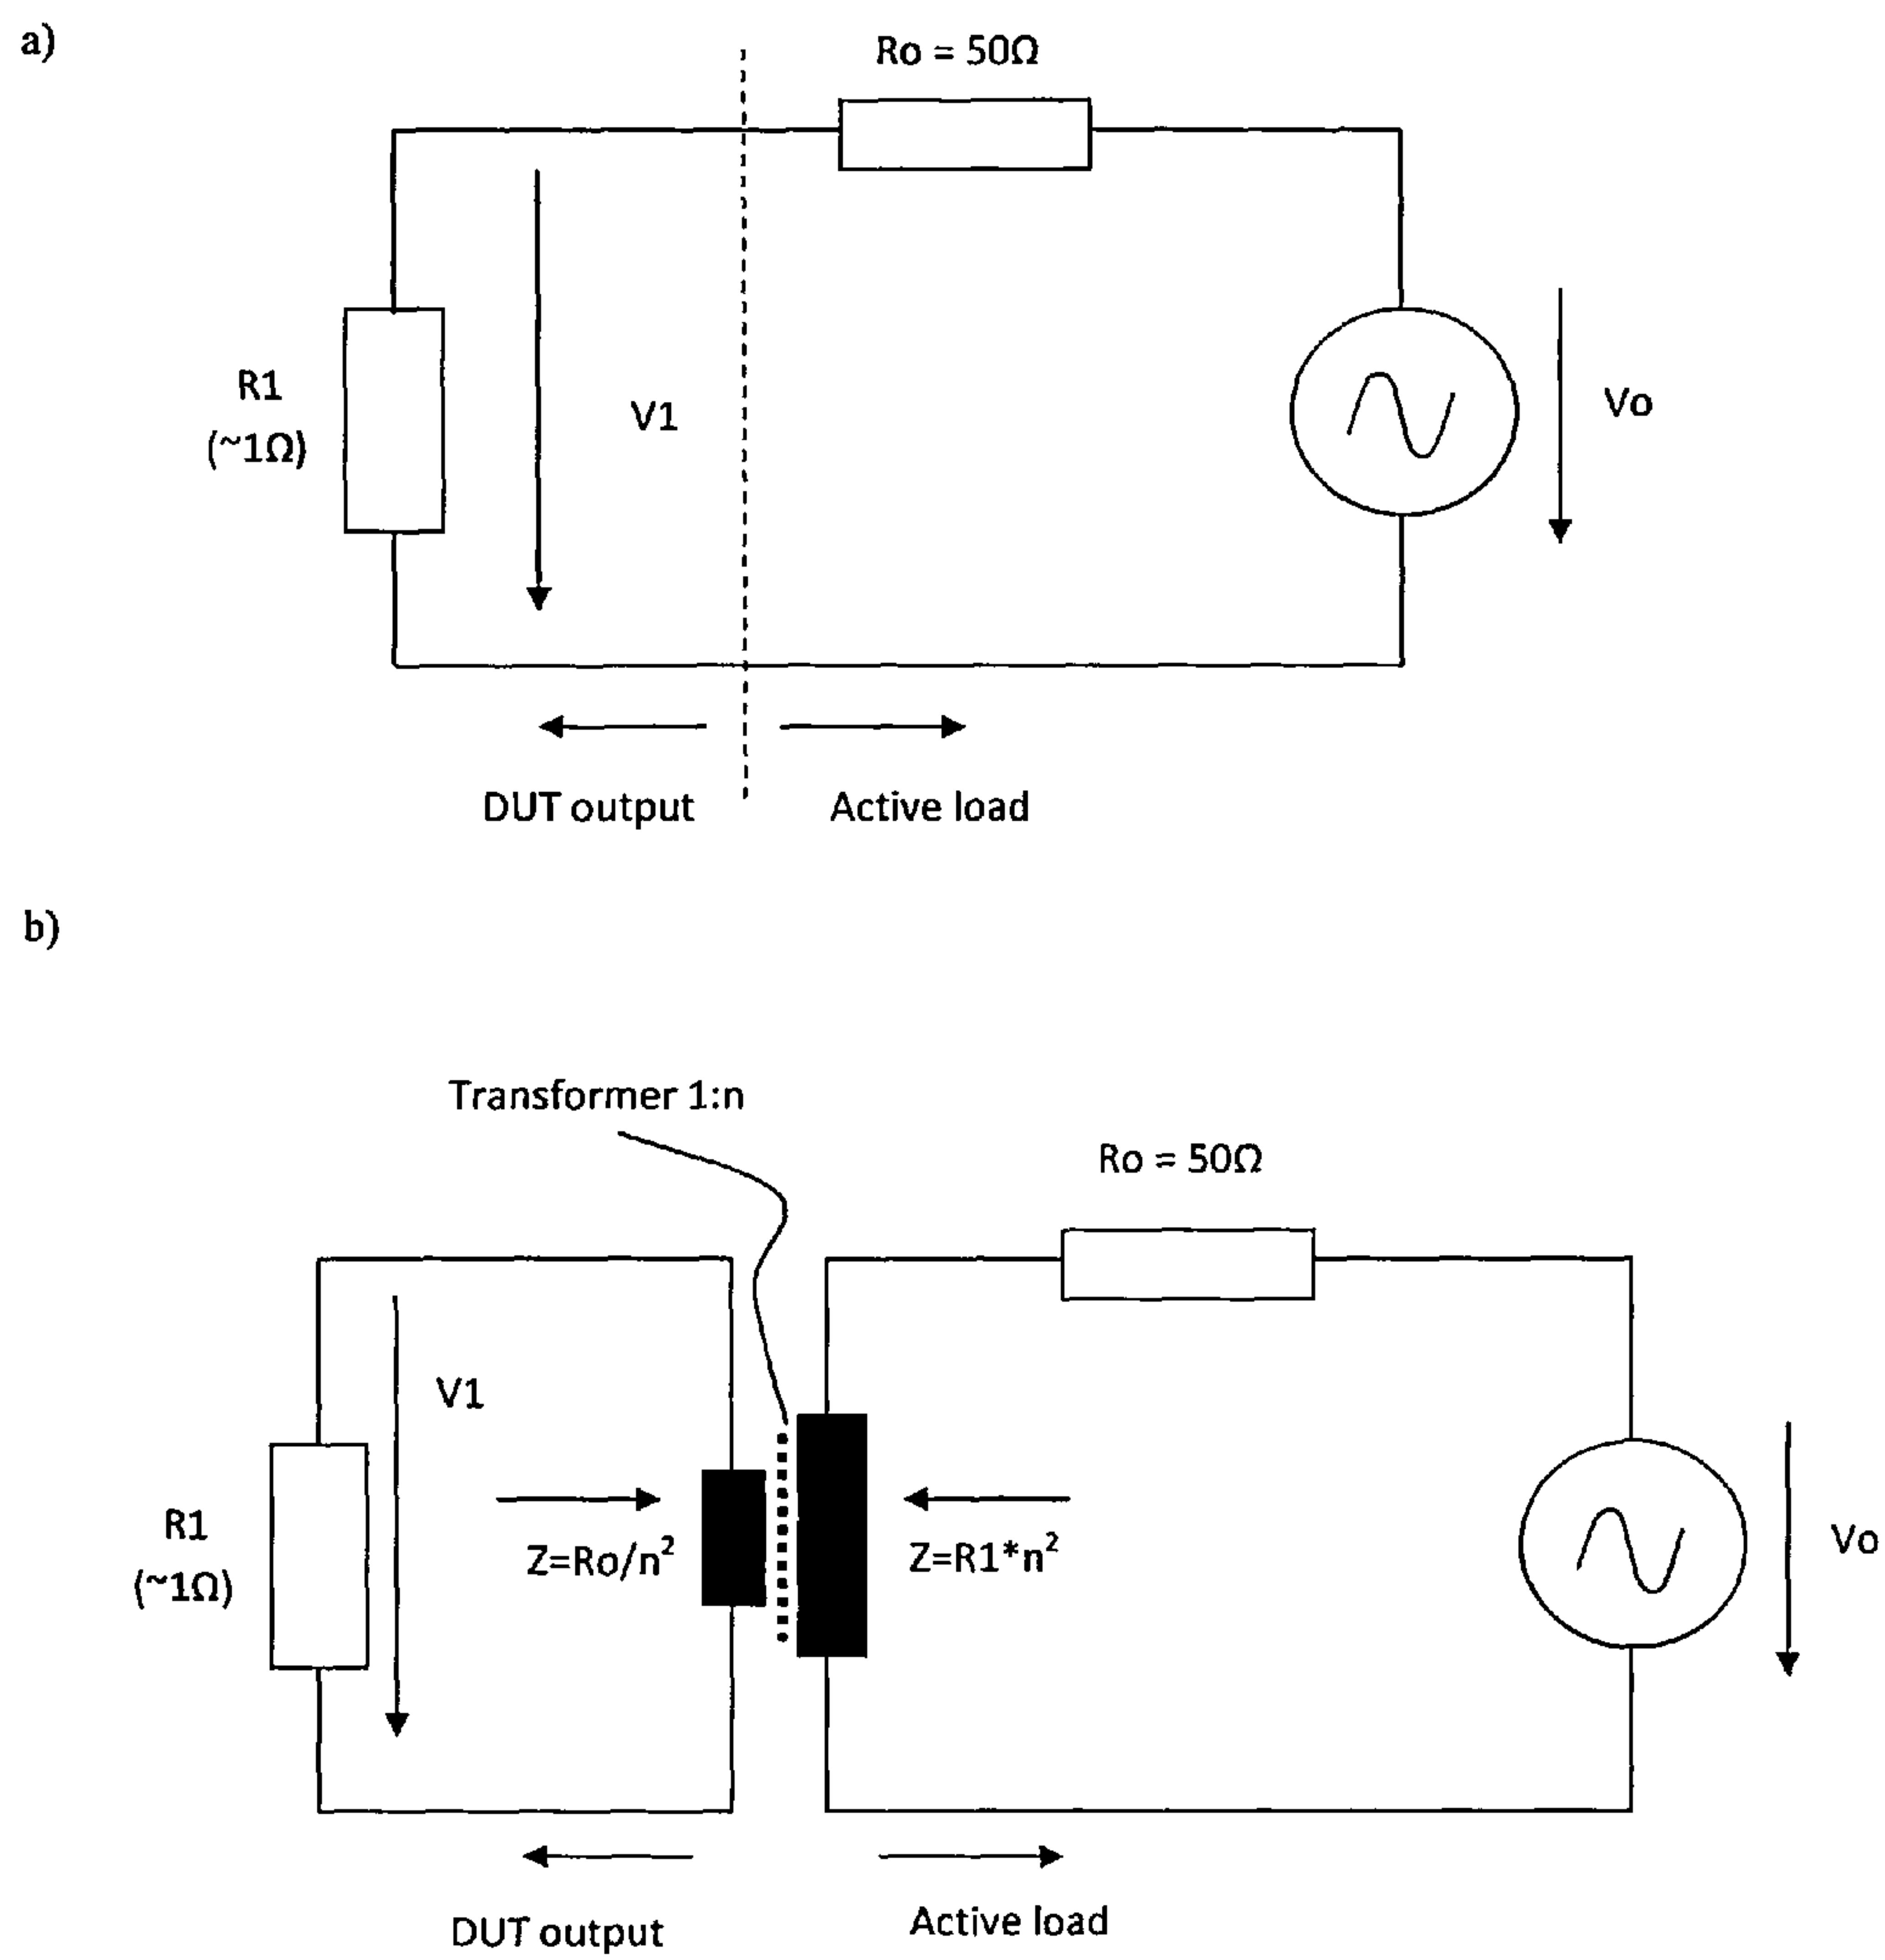 a)
Ro = 50Ω
R1
(~1Ω)
V1
Vo
DUT output
Active load
b)
Transformer 1:n
Ro = 50Ω
V1
R1
(~1Ω)
Z=Ro/n²
Z=R1*n²
Vo
DUT output
Active load